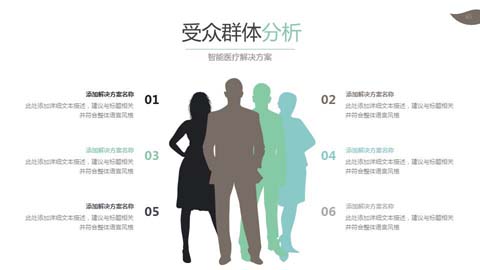 受众群体分析
智能医疗解决方案
添加解决方案名称
01
此处添加详细文本描述，建议与标题相关
并符合整体语言风格
02
添加解决方案名称
此处添加详细文本描述，建议与标题相关
并符合整体语言风格
添加解决方案名称
03
此处添加详细文本描述，建议与标题相关
并符合整体语言风格
04
添加解决方案名称
此处添加详细文本描述，建议与标题相关
并符合整体语言风格
添加解决方案名称
05
此处添加详细文本描述，建议与标题相关
并符合整体语言风格
06
添加解决方案名称
此处添加详细文本描述，建议与标题相关
并符合整体语言风格